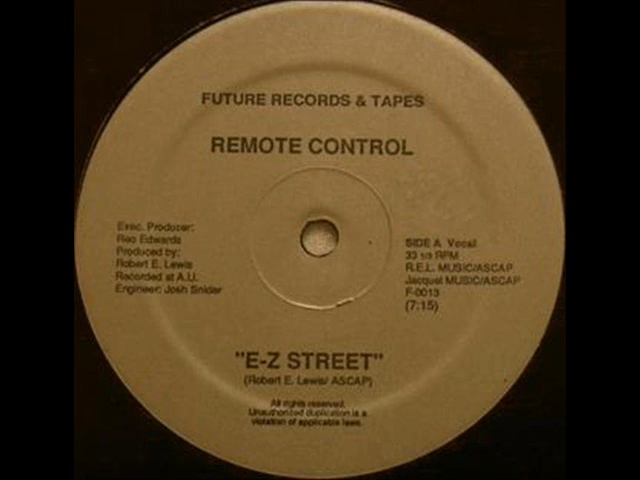 FUTURE RECORDS & TAPES
REMOTE CONTROL
Exec. Producer:
Reo Edwards
Produced by:
Robert E. Lewis
Recorded at A.U.
Engineer: Josh Snider
SIDE A Vocal
33 1/3 RPM
R.E.L. MUSIC/ASCAP
Jacquel MUSIC/ASCAP
F-0013
(7:15)
"E-Z STREET"
(Robert E. Lewis/ ASCAP)
All rights reserved.
Unauthorized duplication is a
violation of applicable laws.